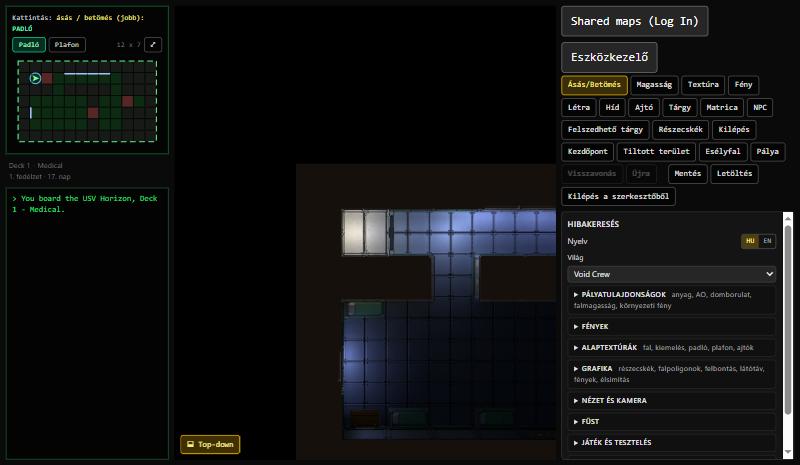 Kattintás: ásás / betömés (jobb):
PADLÓ
Padló Plafon 12 x 7
Deck 1 · Medical
1. fedélzet · 17. nap
> You board the USV Horizon, Deck
1 - Medical.
Top-down
Shared maps (Log In)
Eszközkezelő
Ásás/Betömés Magasság Textúra Fény
Létra Híd Ajtó Tárgy Matrica NPC
Felszedhető tárgy Részecskék Kilépés
Kezdőpont Tiltott terület Esélyfal Pálya
Visszavonás Újra Mentés Letöltés
Kilépés a szerkesztőből
HIBAKERESÉS
Nyelv HU EN
Világ
Void Crew
▶ PÁLYATULAJDONSÁGOK anyag, AO, domborulat,
falmagasság, környezeti fény
▶ FÉNYEK
▶ ALAPTEXTÚRÁK fal, kiemelés, padló, plafon, ajtók
▶ GRAFIKA részecskék, falpoligonok, felbontás, látótáv,
fények, élsimítás
▶ NÉZET ÉS KAMERA
▶ FÜST
▶ JÁTÉK ÉS TESZTELÉS